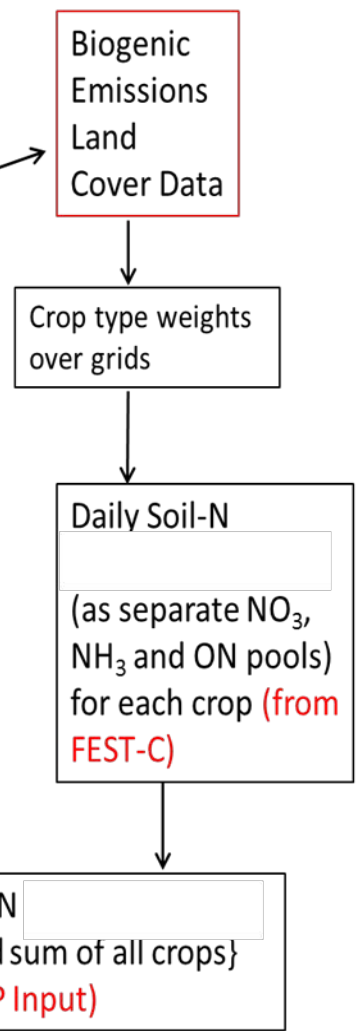 Biogenic
Emissions
Land
Cover Data
Crop type weights
over grids
Daily Soil-N
(as separate NO₃,
NH₃ and ON pools)
for each crop (from
FEST-C)
N
sum of all crops}
Input)